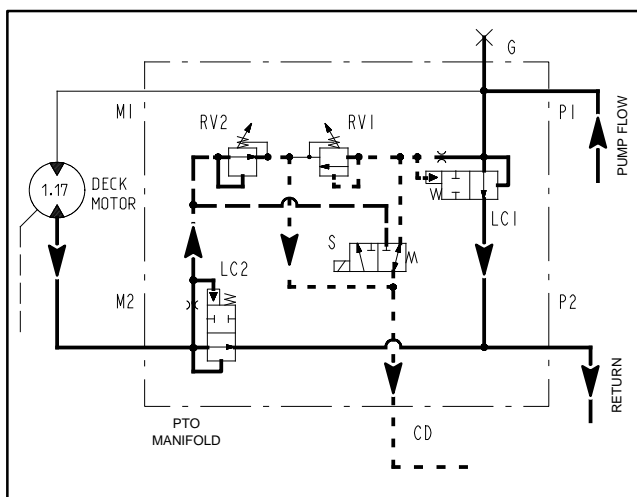 G
M1
P1
RV2
RV1
PUMP FLOW
1.17
DECK
MOTOR
LC1
S
LC2
M2
P2
RETURN
PTO
MANIFOLD
CD